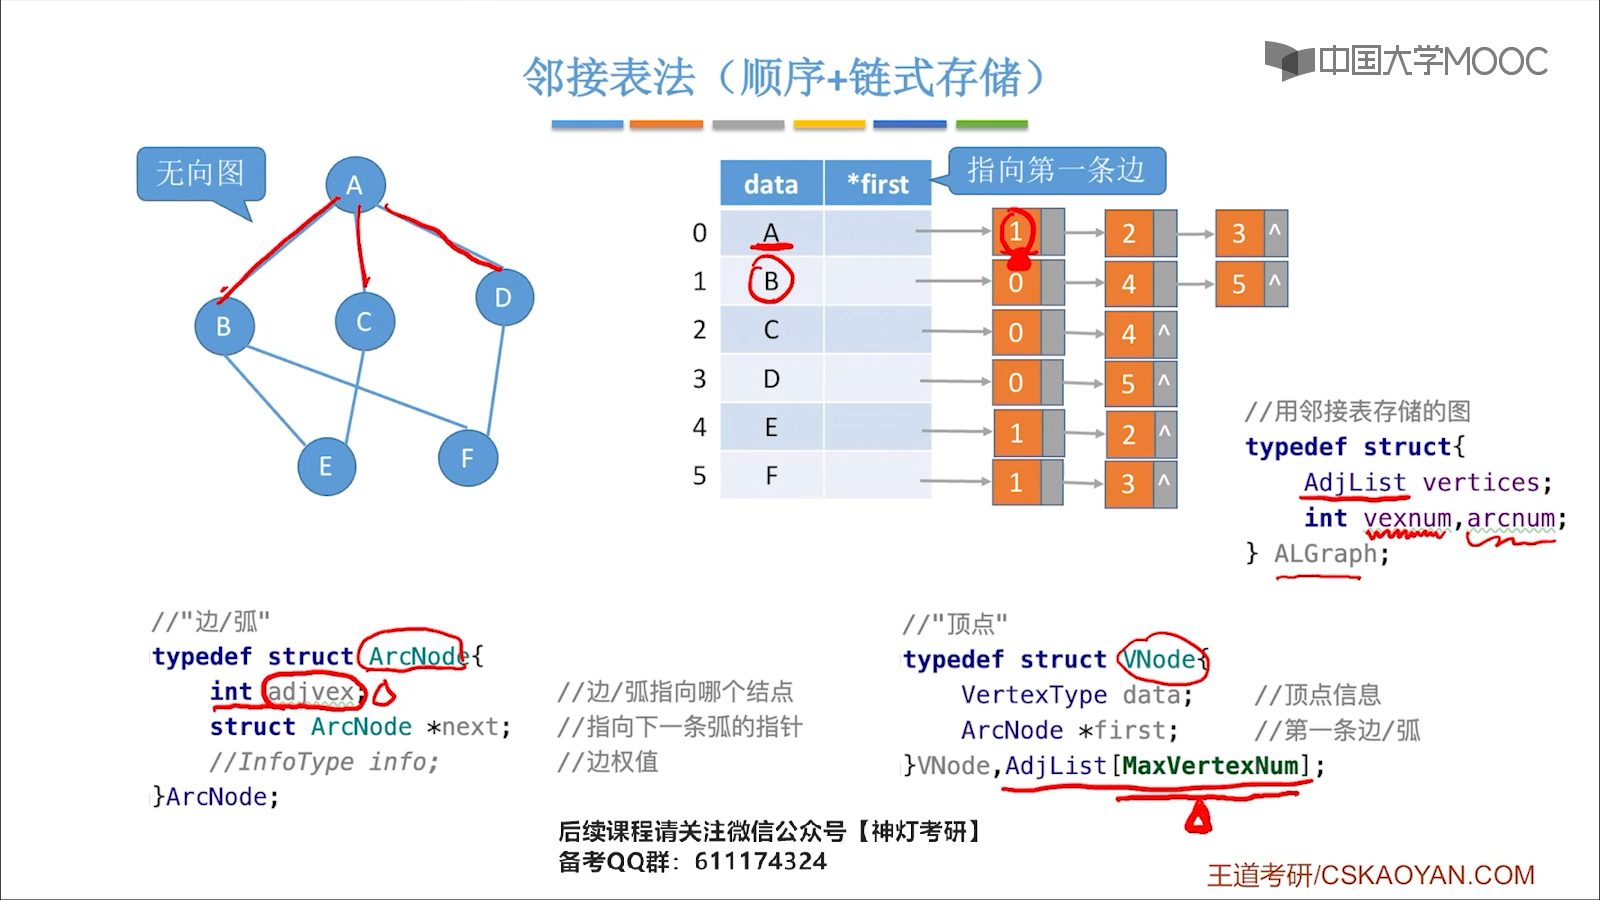 邻接表法（顺序+链式存储）
中国大学MOOC
无向图
A
B
C
D
E
F
data *first
指向第一条边
0 A 1 2 3 ^
1 B 0 4 5 ^
2 C 0 4 ^
3 D 0 5 ^
4 E 1 2 ^
5 F 1 3 ^
//用邻接表存储的图
typedef struct{
AdjList vertices;
int vexnum,arcnum;
} ALGraph;
//"边/弧"
typedef struct ArcNode{
int adjvex; //边/弧指向哪个结点
struct ArcNode *next; //指向下一条弧的指针
//InfoType info; //边权值
}ArcNode;
//"顶点"
typedef struct VNode{
VertexType data; //顶点信息
ArcNode *first; //第一条边/弧
}VNode,AdjList[MaxVertexNum];
后续课程请关注微信公众号【神灯考研】
备考QQ群：611174324
王道考研/CSKAOYAN.COM